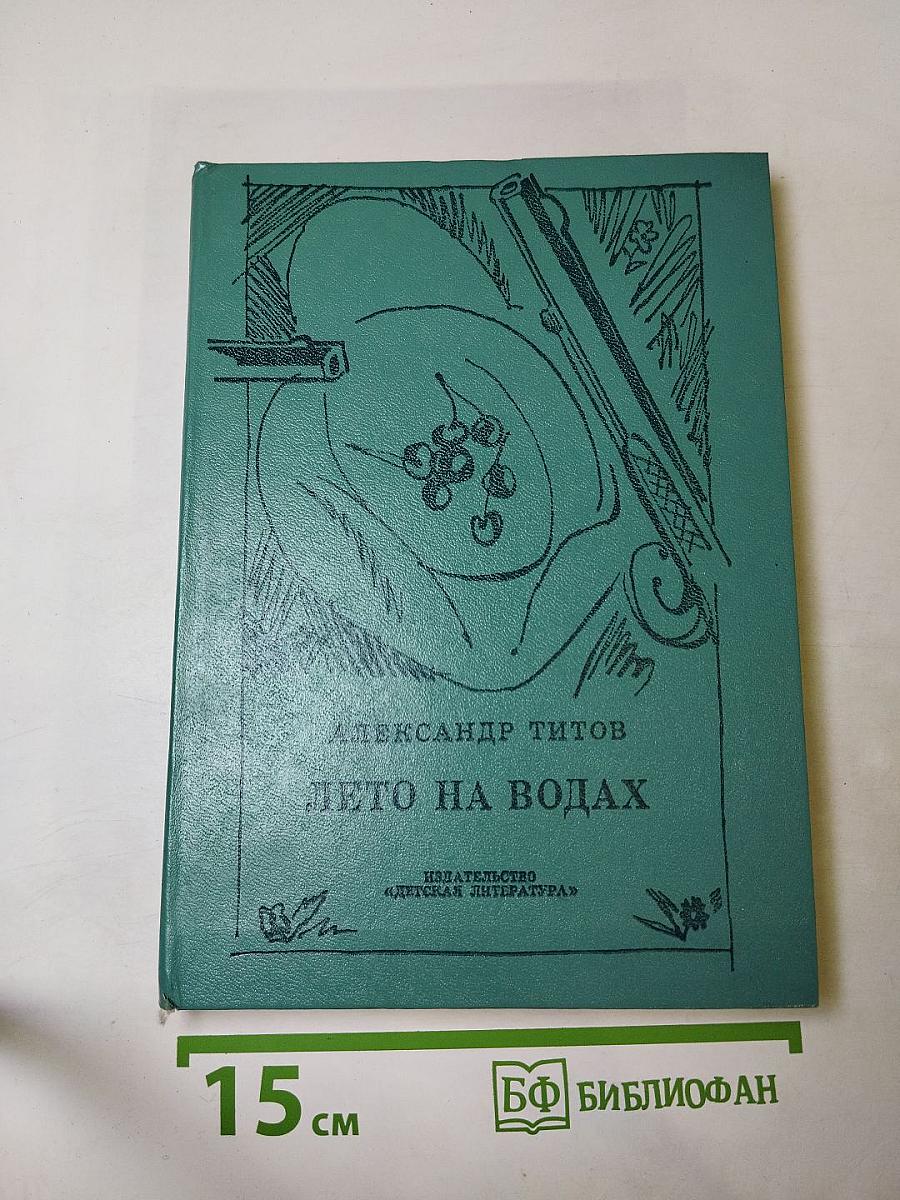 АЛЕКСАНДР ТИТОВ
ЛЕТО НА ВОДАХ
ИЗДАТЕЛЬСТВО
«ДЕТСКАЯ ЛИТЕРАТУРА»
15 см
БФ БИБЛИОФАН